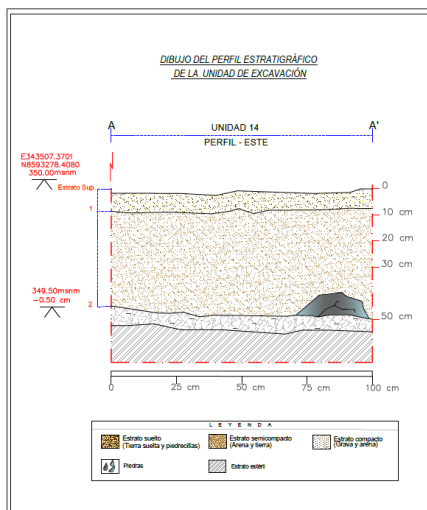 DIBUJO DEL PERFIL ESTRATIGRÁFICO
DE LA UNIDAD DE EXCAVACIÓN
A
A'
UNIDAD 14
PERFIL - ESTE
E343507.3701
N8593278.4080
350.00msnm
Estrato Sup.
1
0
10 cm
20 cm
30 cm
349.50msnm
-0,50 cm
2
50 cm
0
25 cm
50 cm
75 cm
100 cm
L E Y E N D A
Estrato suelto
(Tierra suelta y piedrecillas)
Estrato semicompacto
(Arena y tierra)
Estrato compacto
(Grava y arena)
Piedras
Estrato estéril